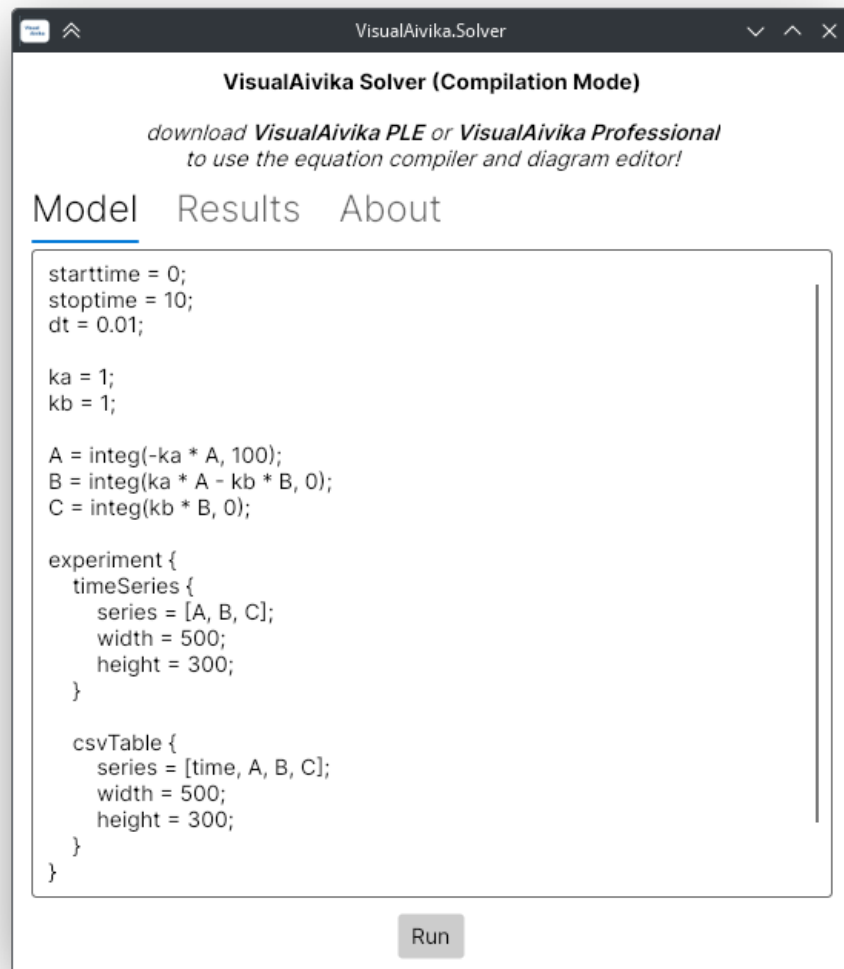 Visual Aivika
VisualAivika.Solver
VisualAivika Solver (Compilation Mode)
download VisualAivika PLE or VisualAivika Professional
to use the equation compiler and diagram editor!
Model Results About
starttime = 0;
stoptime = 10;
dt = 0.01;
ka = 1;
kb = 1;
A = integ(-ka * A, 100);
B = integ(ka * A - kb * B, 0);
C = integ(kb * B, 0);
experiment {
timeSeries {
series = [A, B, C];
width = 500;
height = 300;
}
csvTable {
series = [time, A, B, C];
width = 500;
height = 300;
}
}
Run